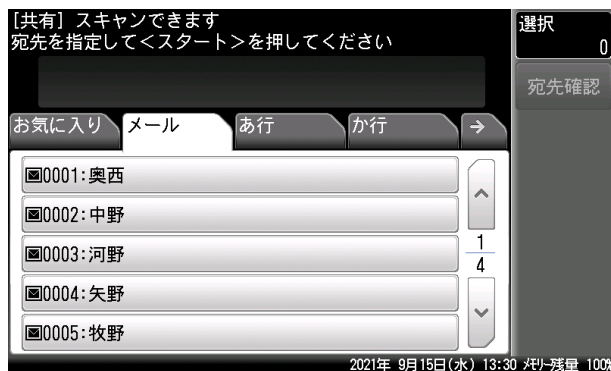 [共有] スキャンできます
宛先を指定して<スタート>を押してください
選択
0
宛先確認
お気に入り メール あ行 か行 →
0001:奥西
0002:中野
0003:河野
0004:矢野
0005:牧野
1
4
2021年 9月15日(水) 13:30 ﾒﾓﾘｰ残量 100%